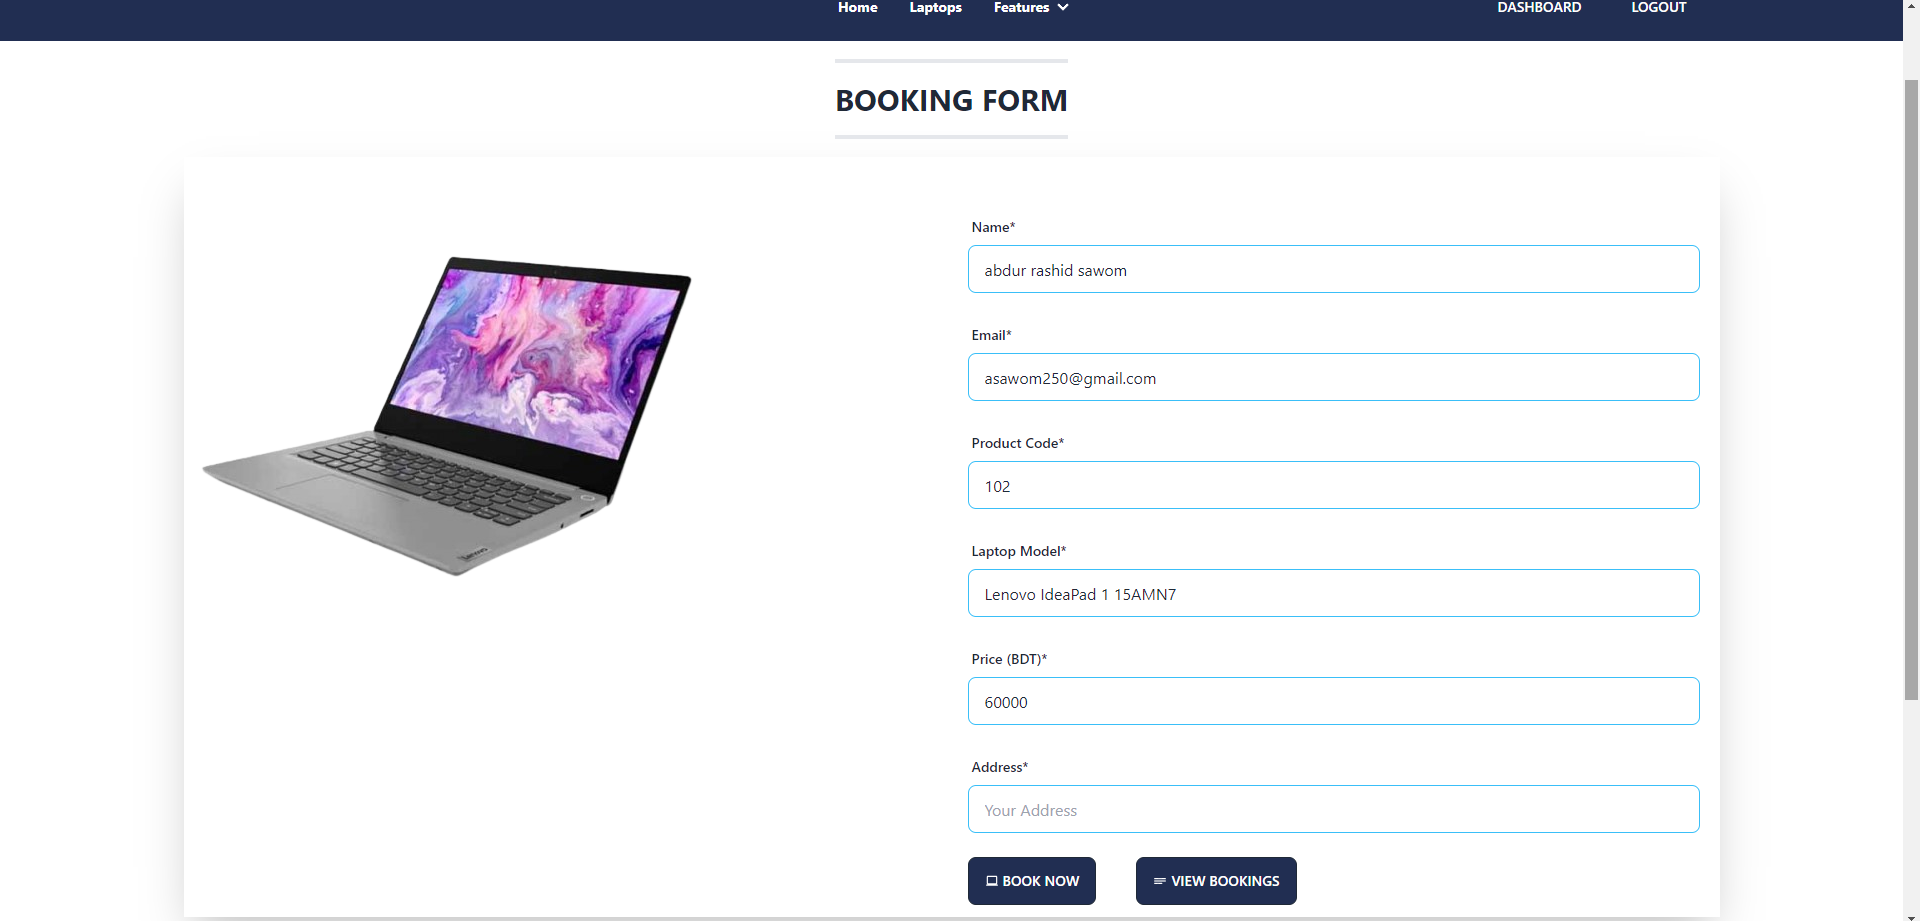 Home Laptops Features DASHBOARD LOGOUT
BOOKING FORM
Name*
abdur rashid sawom
Email*
asawom250@gmail.com
Product Code*
102
Laptop Model*
Lenovo IdeaPad 1 15AMN7
Price (BDT)*
60000
Address*
Your Address
BOOK NOW VIEW BOOKINGS
Lenovo